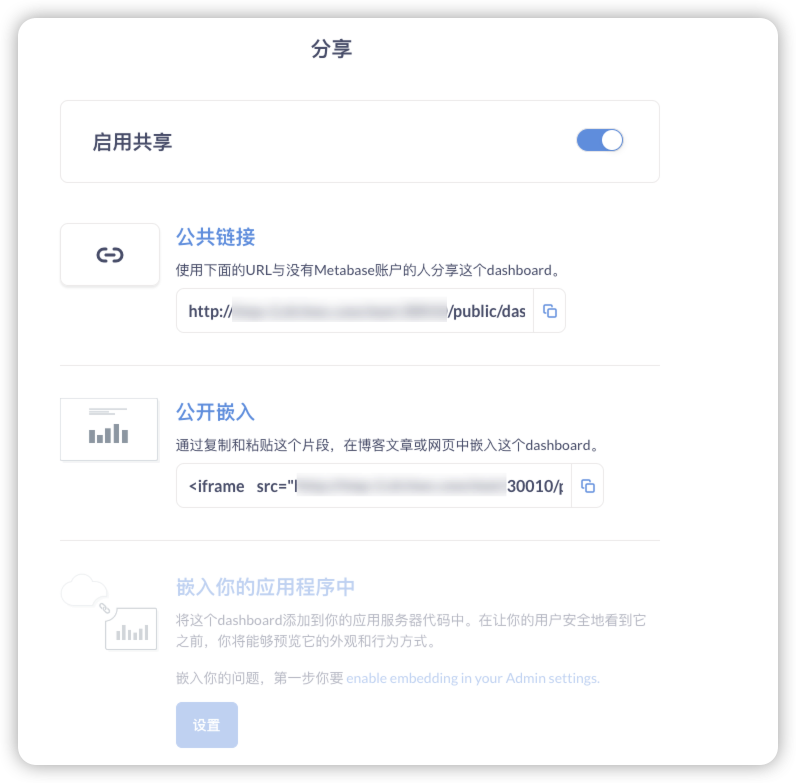 分享
启用共享
公共链接
使用下面的URL与没有Metabase账户的人分享这个dashboard。
http:// /public/das
公开嵌入
通过复制和粘贴这个片段，在博客文章或网页中嵌入这个dashboard。
<iframe src=" 30010/p
嵌入你的应用程序中
将这个dashboard添加到你的应用服务器代码中。在让你的用户安全地看到它
之前，你将能够预览它的外观和行为方式。
嵌入你的问题，第一步你要 enable embedding in your Admin settings.
设置